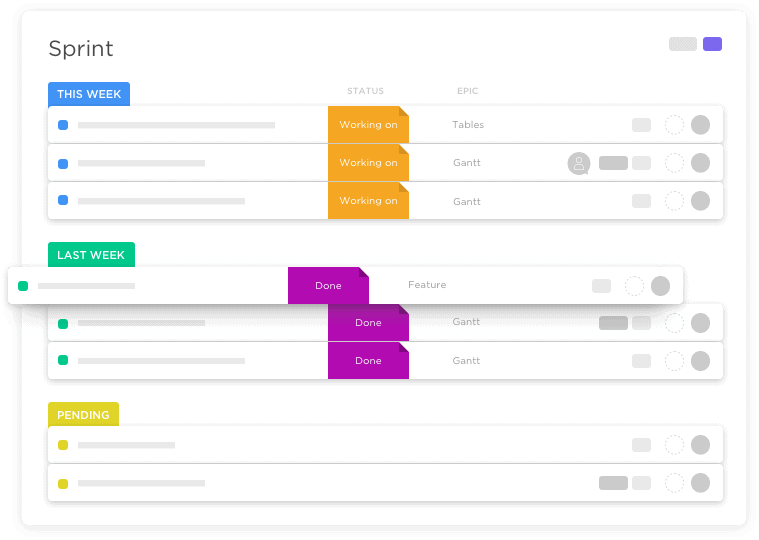 Sprint
THIS WEEK
STATUS
EPIC
Working on
Tables
Working on
Gantt
Working on
Gantt
LAST WEEK
Done
Feature
Done
Gantt
Done
Gantt
PENDING